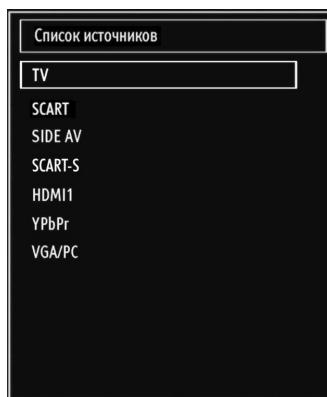 Список источников
TV
SCART
SIDE AV
SCART-S
HDMI1
YPbPr
VGA/PC